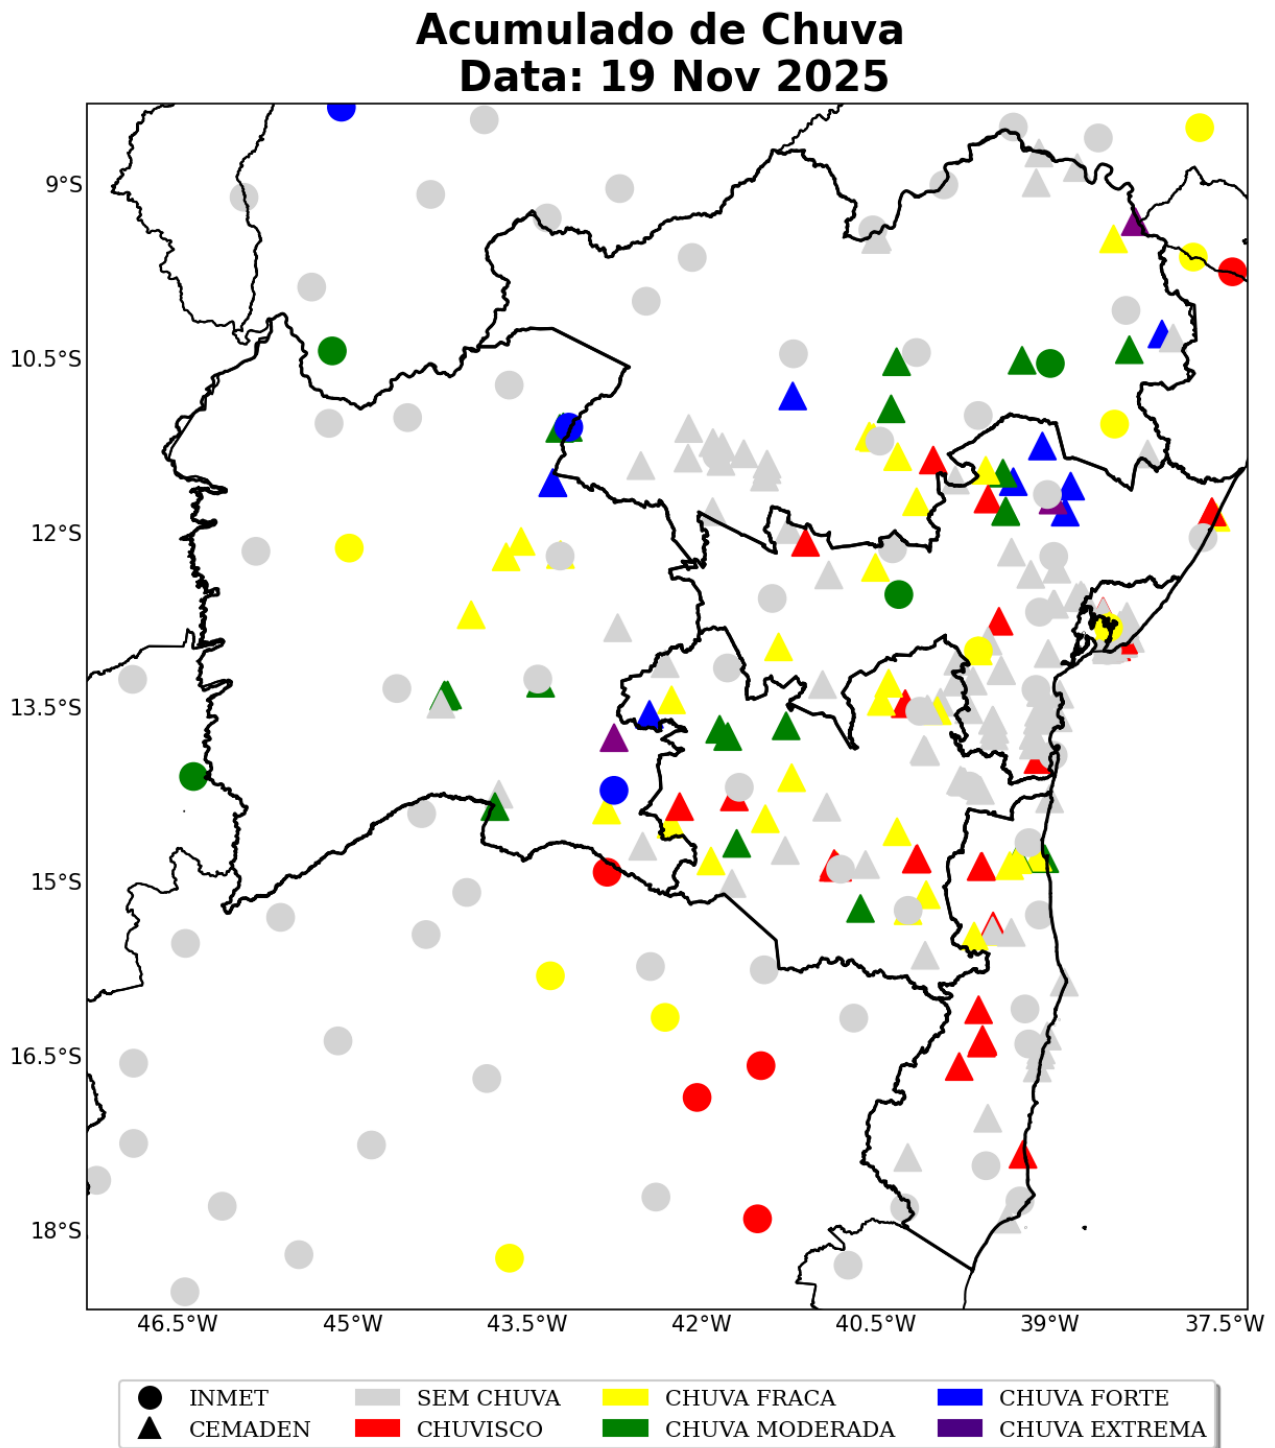 Acumulado de Chuva
Data: 19 Nov 2025
9°S
10.5°S
12°S
13.5°S
15°S
16.5°S
18°S
46.5°W 45°W 43.5°W 42°W 40.5°W 39°W 37.5°W
INMET SEM CHUVA CHUVA FRACA CHUVA FORTE
CEMADEN CHUVISCO CHUVA MODERADA CHUVA EXTREMA